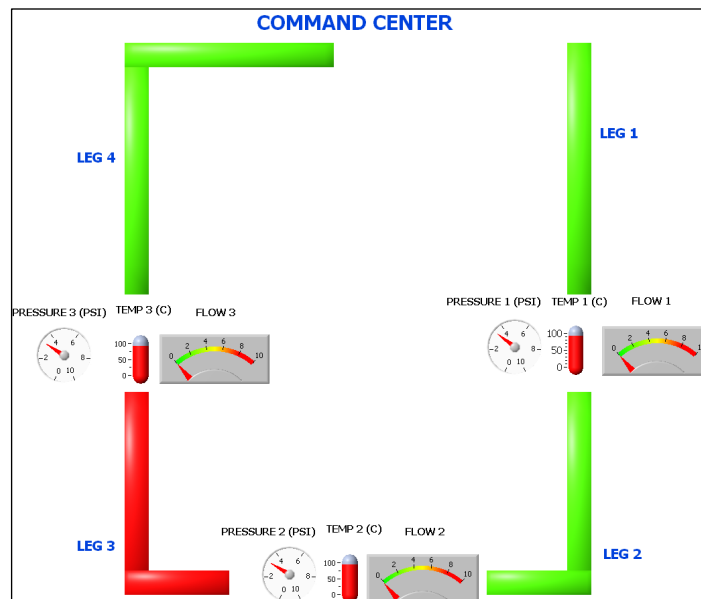 COMMAND CENTER
LEG 4
LEG 1
PRESSURE 3 (PSI)
TEMP 3 (C)
FLOW 3
PRESSURE 1 (PSI)
TEMP 1 (C)
FLOW 1
4 6
2 8
0 10
100
50
0
0 2 4 6 8 10
4 6
2 8
0 10
100
50
0
0 2 4 6 8
LEG 3
LEG 2
PRESSURE 2 (PSI)
TEMP 2 (C)
FLOW 2
4 6
2 8
0 10
100
50
0
0 2 4 6 8 10